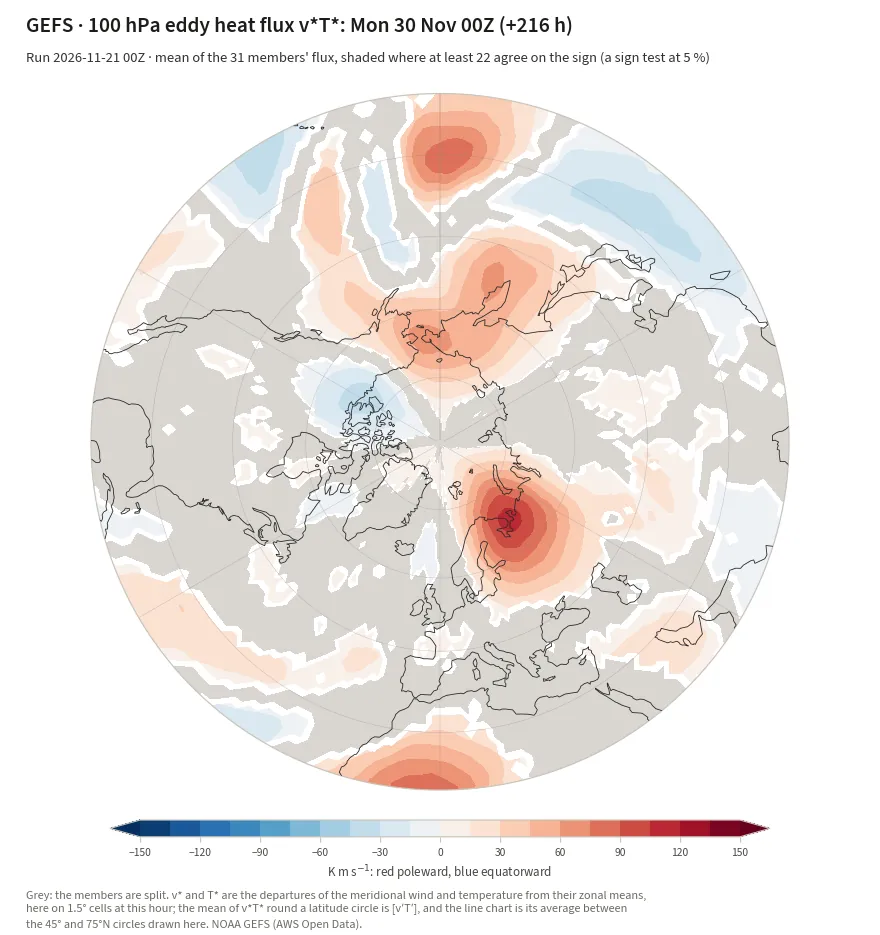 GEFS · 100 hPa eddy heat flux v*T*: Mon 30 Nov 00Z (+216 h)
Run 2026-11-21 00Z · mean of the 31 members' flux, shaded where at least 22 agree on the sign (a sign test at 5 %)
−150 −120 −90 −60 −30 0 30 60 90 120 150
K m s⁻¹: red poleward, blue equatorward
Grey: the members are split. v* and T* are the departures of the meridional wind and temperature from their zonal means,
here on 1.5° cells at this hour; the mean of v*T* round a latitude circle is [v′T′], and the line chart is its average between
the 45° and 75°N circles drawn here. NOAA GEFS (AWS Open Data).